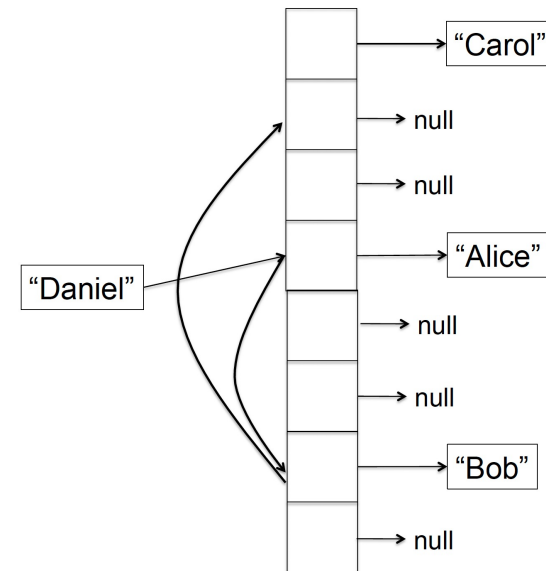 “Carol”
null
null
“Alice”
“Daniel”
null
null
“Bob”
null